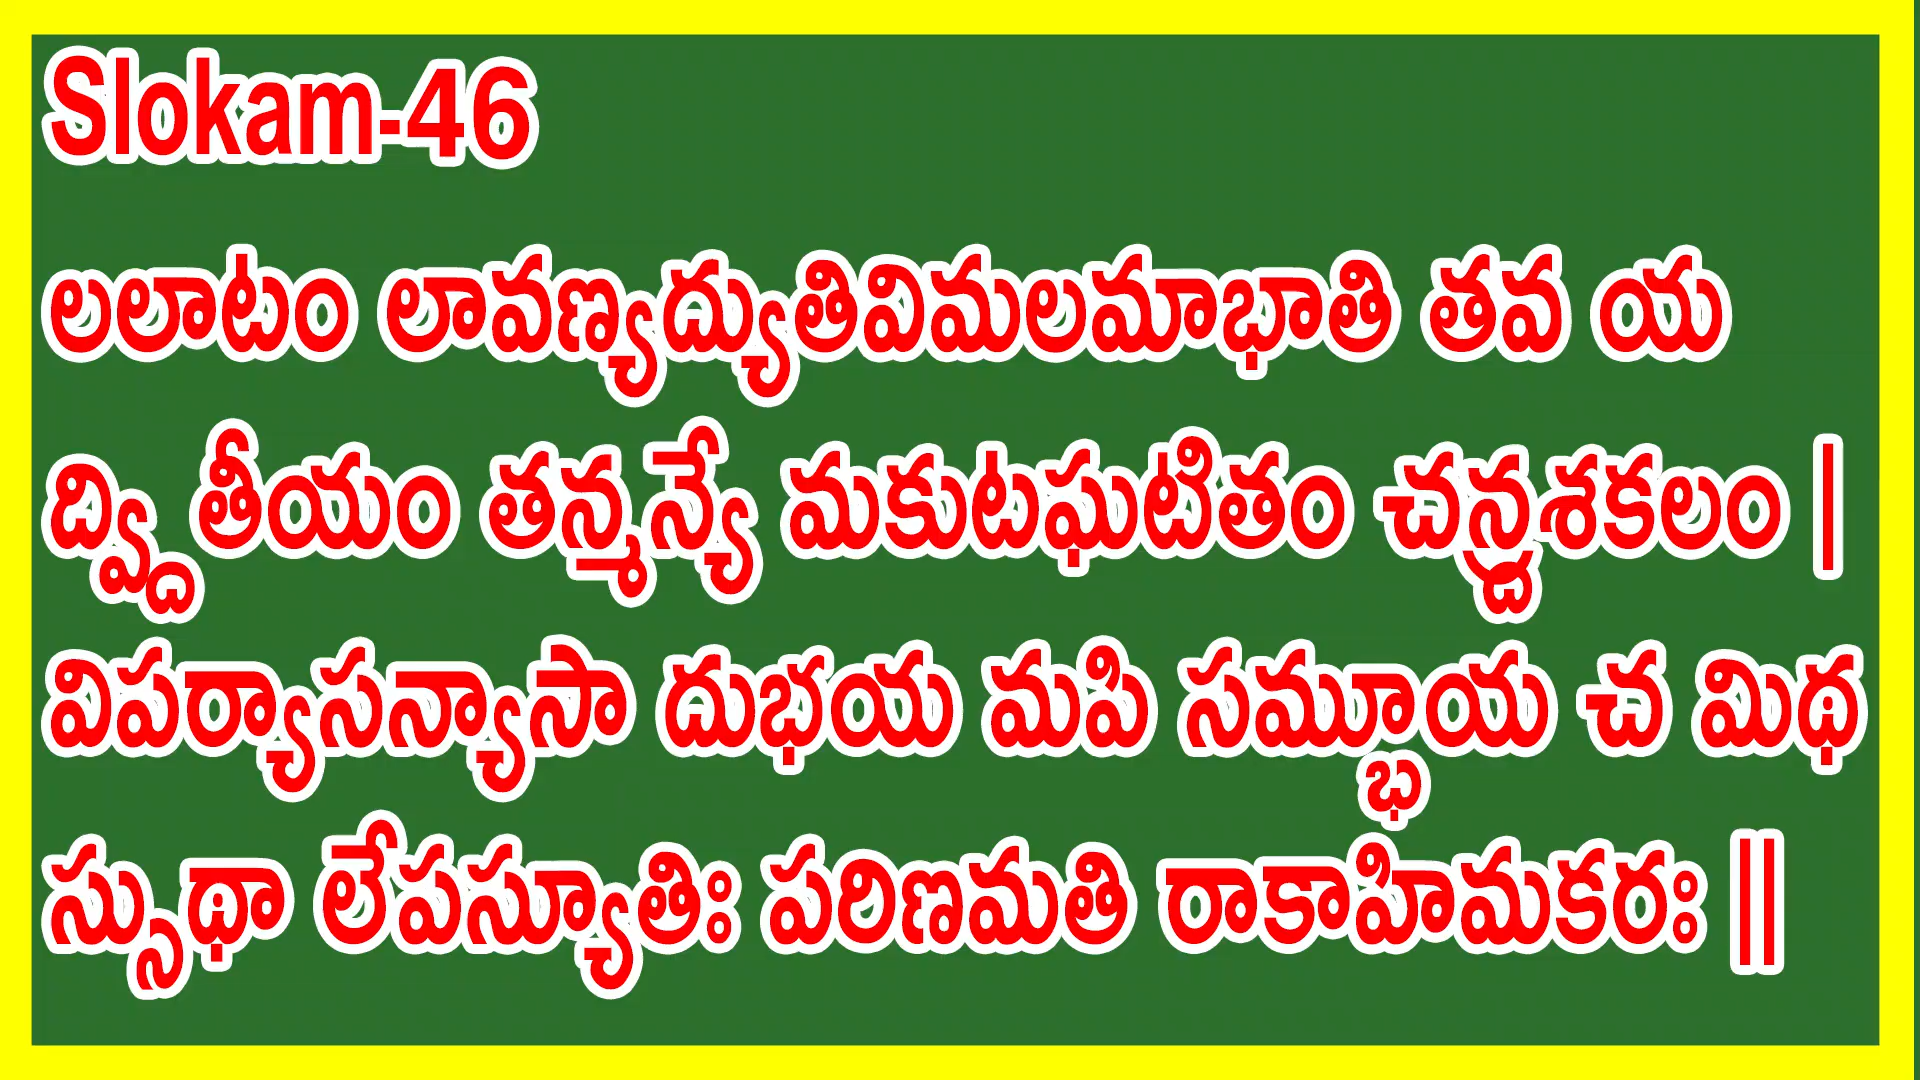 Slokam-46
లలాటం లావణ్యద్యుతివిమలమాభాతి తవ య
ద్వ్దితీయం తన్మన్యే మకుటఘటితం చన్ద్రశకలం |
విపర్యాసన్యాసా దుభయ మపి సమ్భూయ చ మిథ
స్సుథా లేపస్యూతిః పరిణమతి రాకాహిమకరః ||